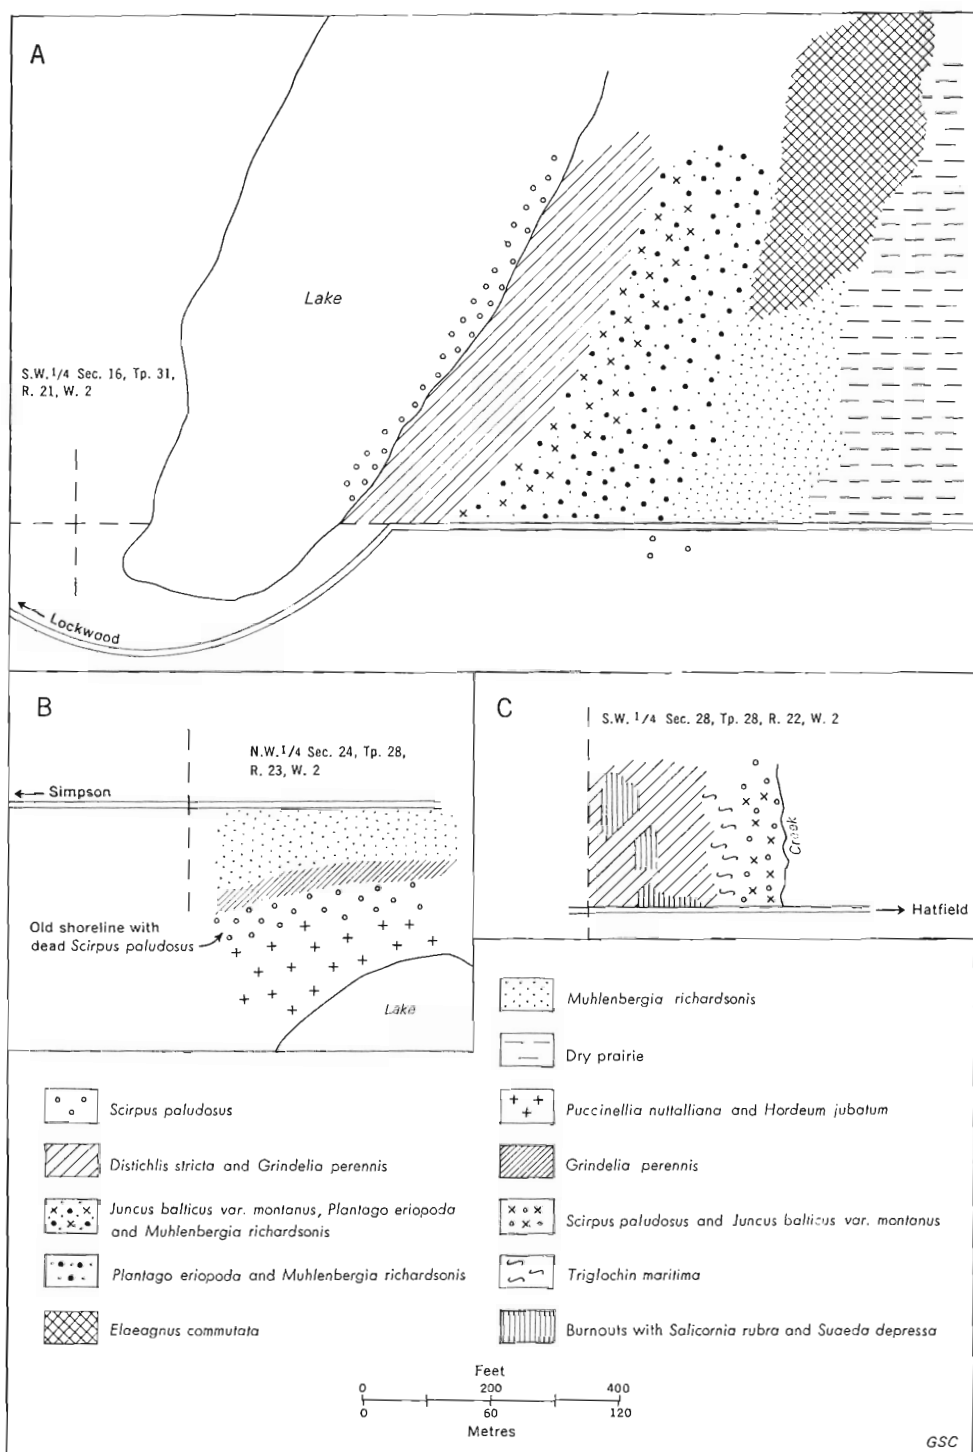 A
Lake
S.W. 1/4 Sec. 16, Tp. 31,
R. 21, W. 2
Lockwood
B
N.W. 1/4 Sec. 24, Tp. 28,
R. 23, W. 2
Simpson
Old shoreline with
dead Scirpus paludosus
Lake
C
S.W. 1/4 Sec. 28, Tp. 28, R. 22, W. 2
Creek
Hatfield
Scirpus paludosus
Distichlis stricta and Grindelia perennis
Juncus balticus var. montanus, Plantago eriopoda
and Muhlenbergia richardsonis
Plantago eriopoda and Muhlenbergia richardsonis
Elaeagnus commutata
Muhlenbergia richardsonis
Dry prairie
Puccinellia nuttalliana and Hordeum jubatum
Grindelia perennis
Scirpus paludosus and Juncus balticus var. montanus
Triglochin maritima
Burnouts with Salicornia rubra and Suaeda depressa
Feet
0 200 400
0 60 120
Metres
GSC